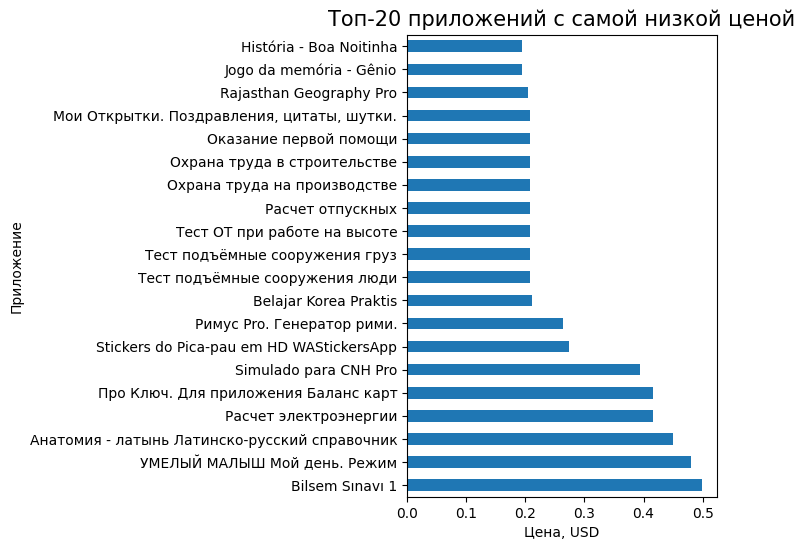 Топ-20 приложений с самой низкой ценой
História - Boa Noitinha
Jogo da memória - Gênio
Rajasthan Geography Pro
Мои Открытки. Поздравления, цитаты, шутки.
Оказание первой помощи
Охрана труда в строительстве
Охрана труда на производстве
Расчет отпускных
Тест ОТ при работе на высоте
Тест подъёмные сооружения груз
Тест подъёмные сооружения люди
Belajar Korea Praktis
Римус Pro. Генератор рими.
Stickers do Pica-pau em HD WAStickersApp
Simulado para CNH Pro
Про Ключ. Для приложения Баланс карт
Расчет электроэнергии
Анатомия - латынь Латинско-русский справочник
УМЕЛЫЙ МАЛЫШ Мой день. Режим
Bilsem Sınavı 1
Приложение
0.0 0.1 0.2 0.3 0.4 0.5
Цена, USD